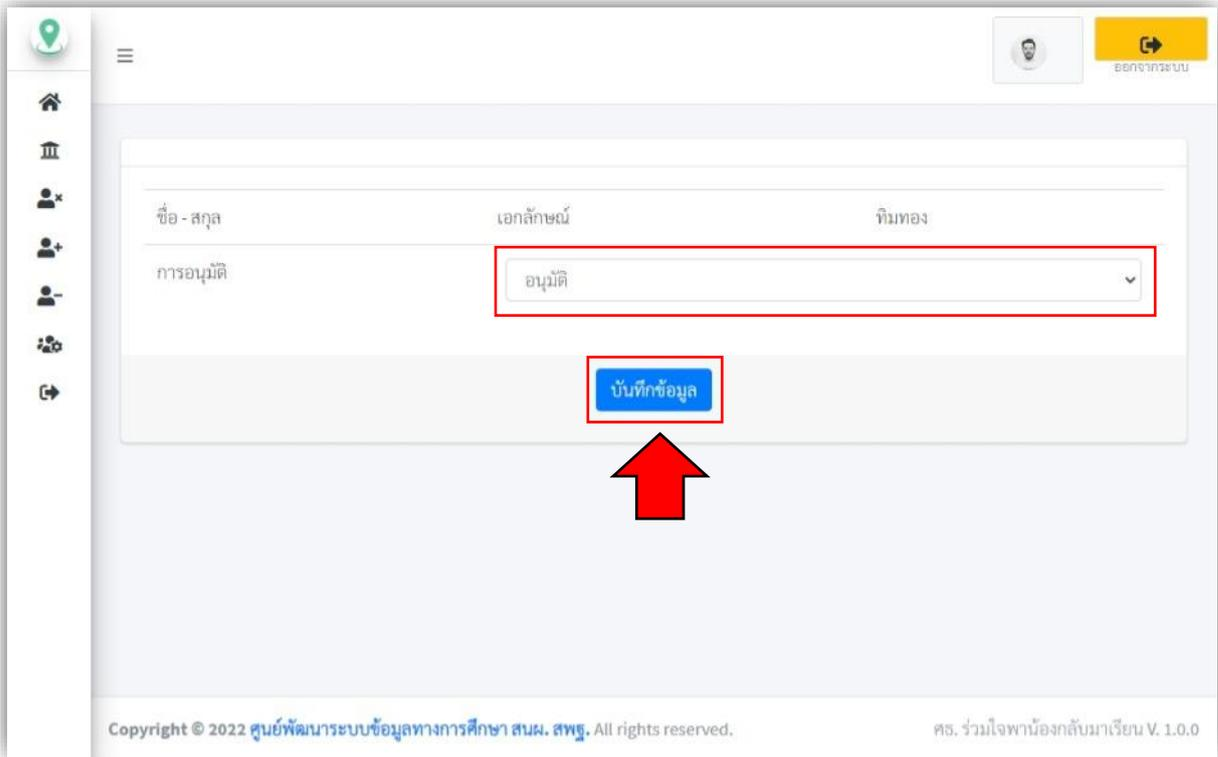 ออกจากระบบ
ชื่อ - สกุล เอกลักษณ์ ทิมทอง
การอนุมัติ อนุมัติ
บันทึกข้อมูล
Copyright © 2022 ศูนย์พัฒนาระบบข้อมูลทางการศึกษา สนผ. สพฐ. All rights reserved. ศธ. ร่วมใจพาน้องกลับมาเรียน V. 1.0.0